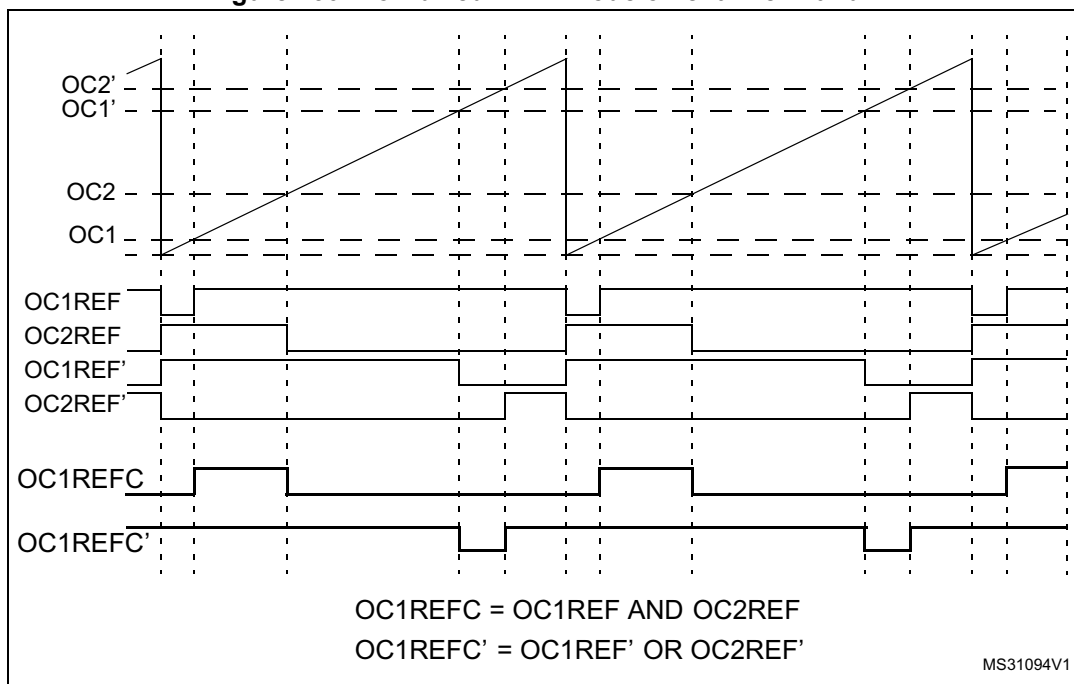 OC2’
OC1’
OC2
OC1
OC1REF
OC2REF
OC1REF’
OC2REF’
OC1REFC
OC1REFC’
OC1REFC = OC1REF AND OC2REF
OC1REFC’ = OC1REF’ OR OC2REF’
MS31094V1